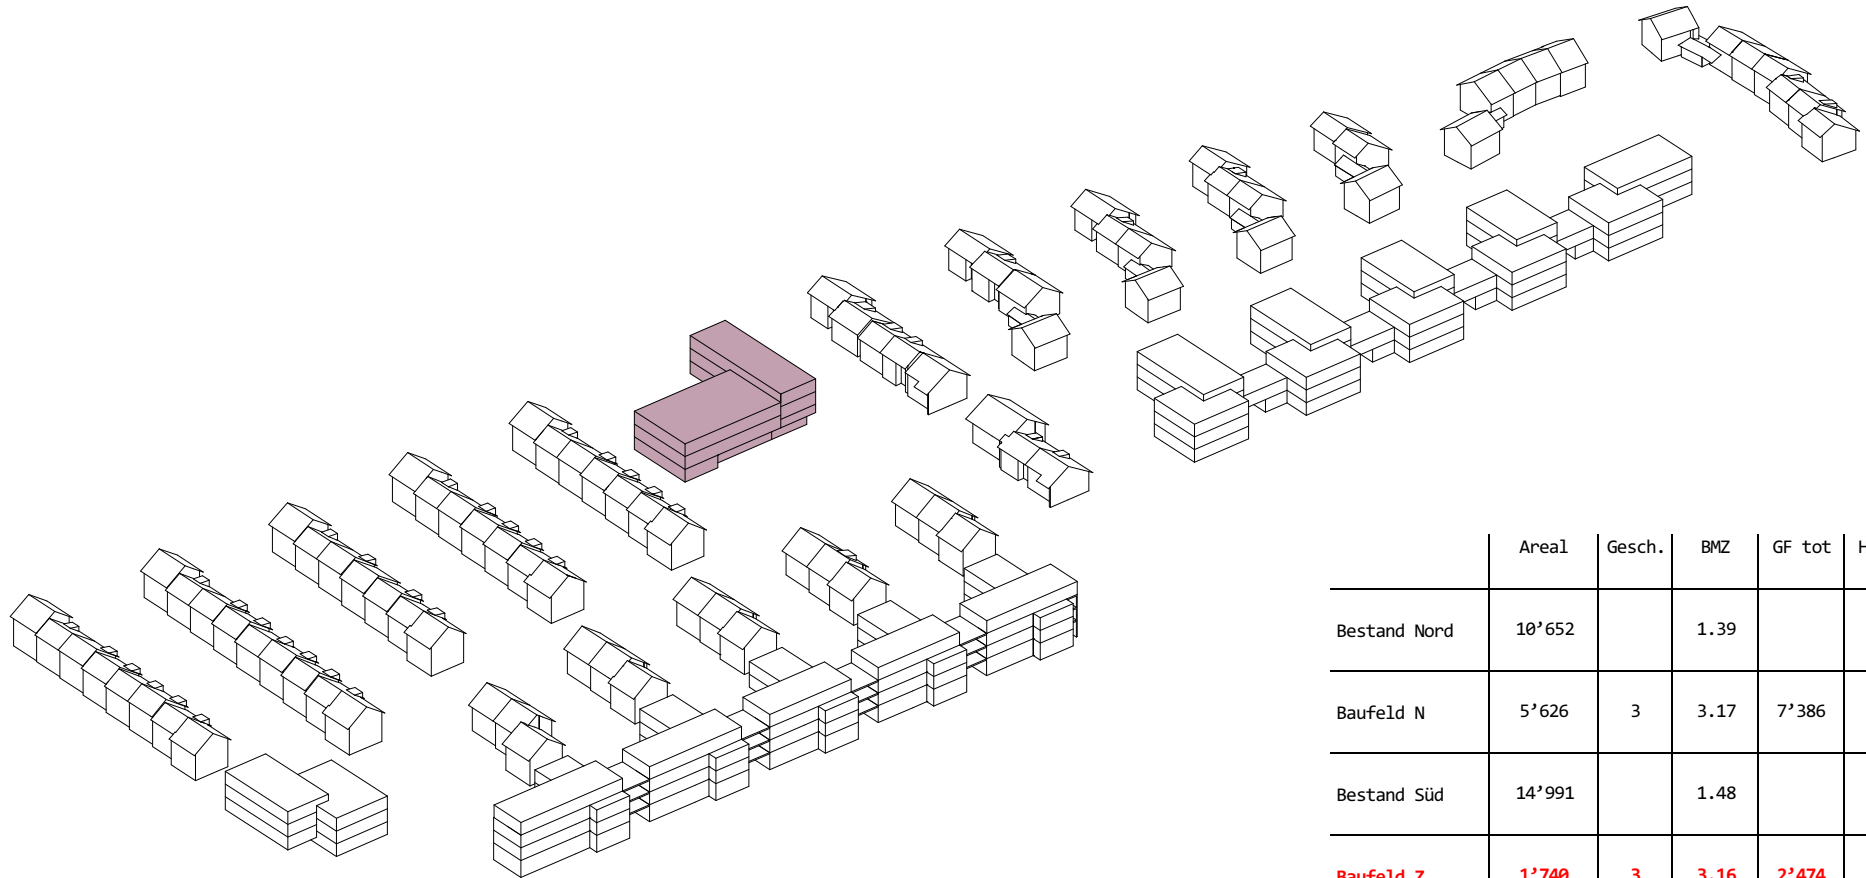 Areal Gesch. BMZ GF tot
Bestand Nord 10’652 1.39
Baufeld N 5’626 3 3.17 7’386
Bestand Süd 14’991 1.48
Baufeld Z 1’740 3 3.16 2’474